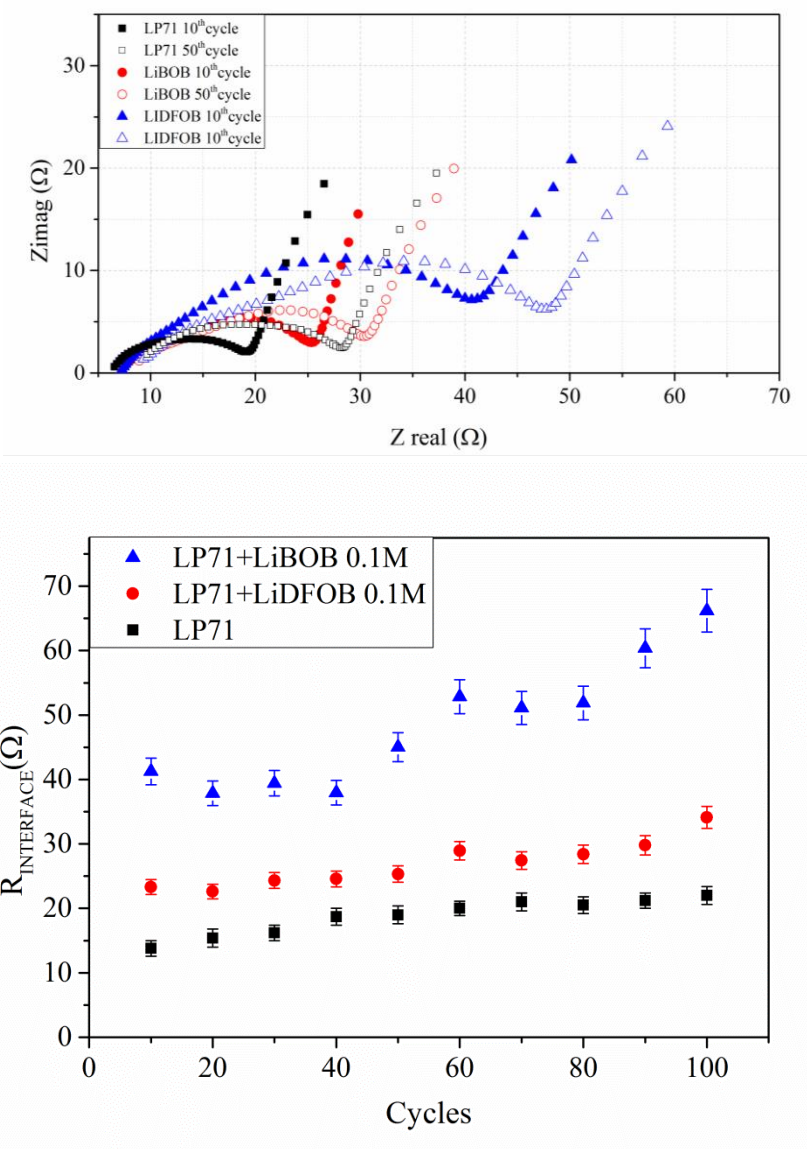 LP71 10thcycle
LP71 50thcycle
LiBOB 10thcycle
LiBOB 50thcycle
LIDFOB 10thcycle
LIDFOB 10thcycle
30
20
10
0
Zimag (Ω)
10 20 30 40 50 60 70
Z real (Ω)
LP71+LiBOB 0.1M
LP71+LiDFOB 0.1M
LP71
70
60
50
40
30
20
10
0
RINTERFACE(Ω)
0 20 40 60 80 100
Cycles